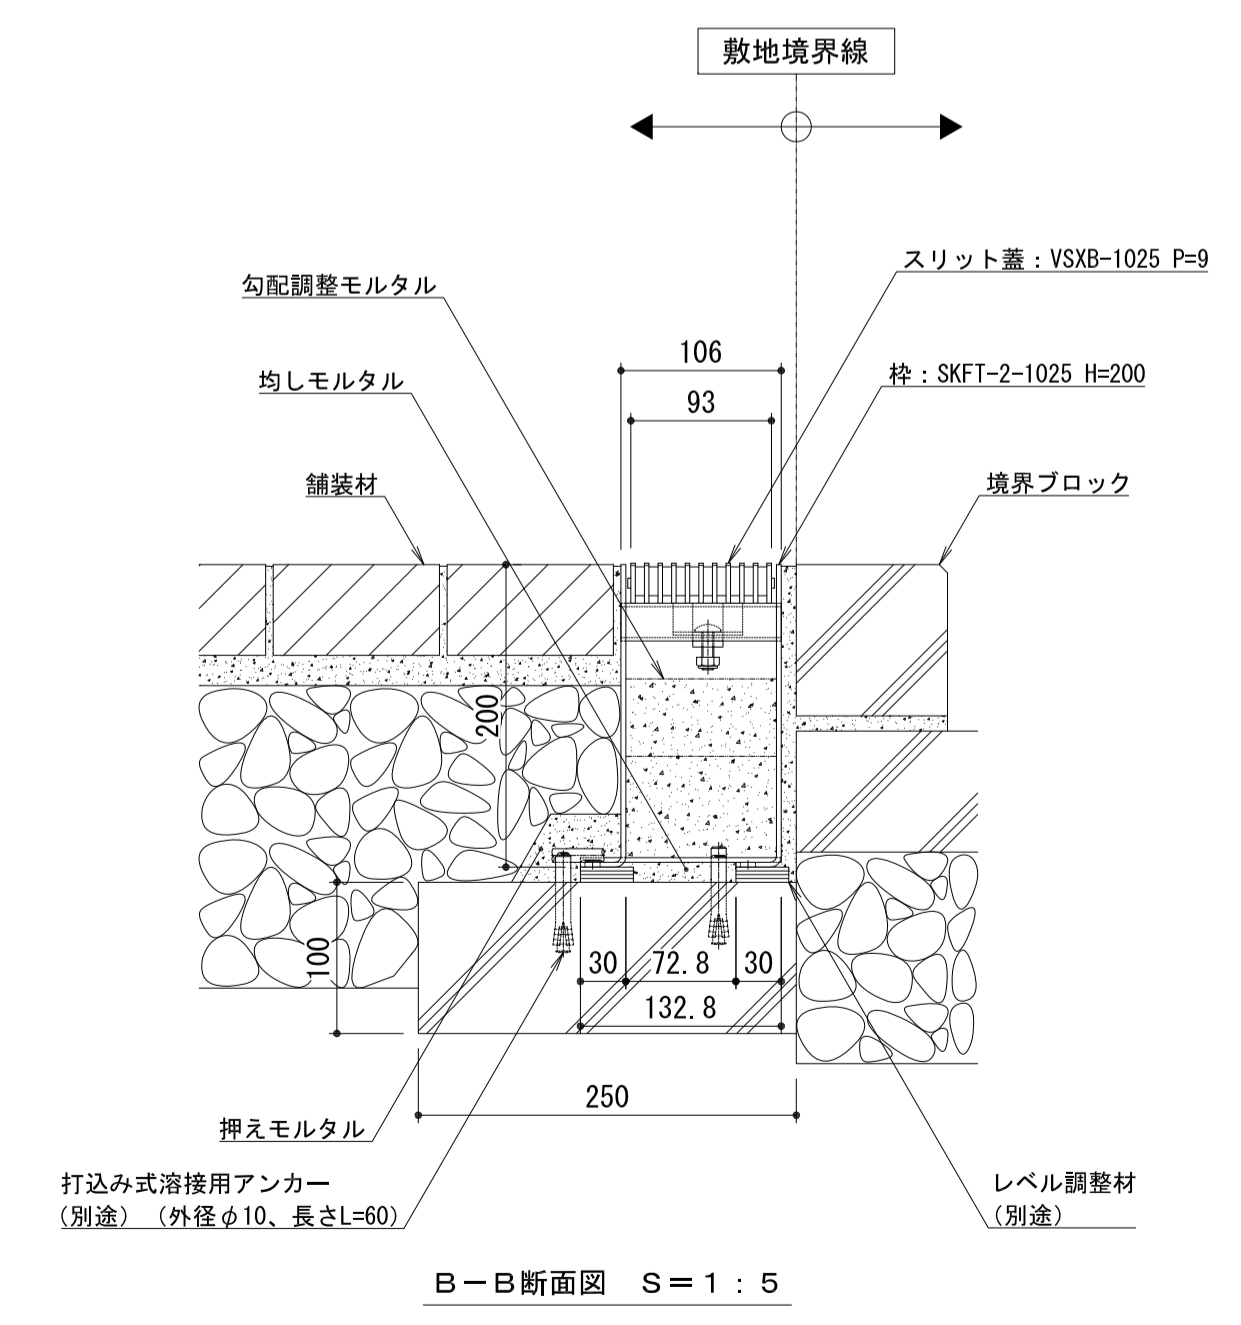 敷地境界線
スリット蓋：VSXB-1025 P=9
勾配調整モルタル
106
枠：SKFT-2-1025 H=200
均しモルタル
93
舗装材
境界ブロック
200
100
30
72.8
30
132.8
250
押えモルタル
打込み式溶接用アンカー
（別途）（外径φ10、長さL=60）
レベル調整材
（別途）
Ｂ－Ｂ断面図　Ｓ＝１：５